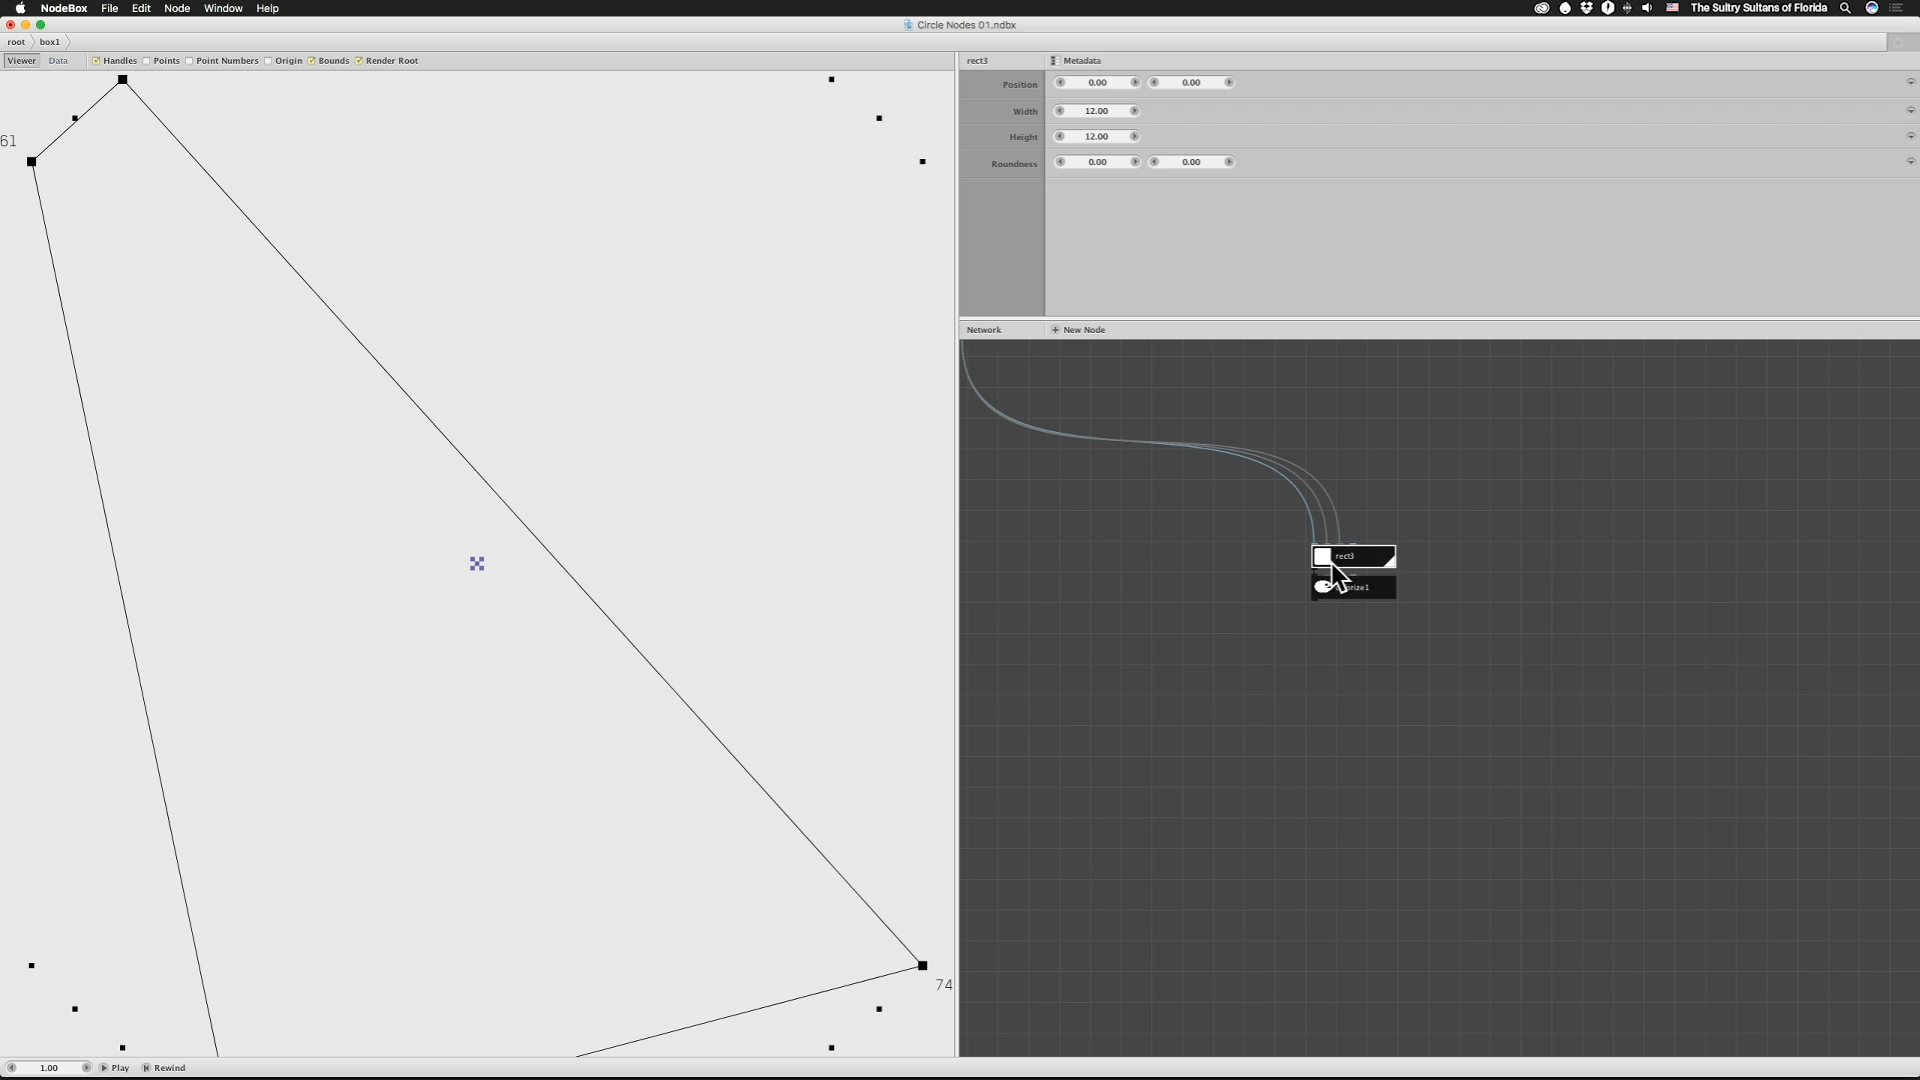 NodeBox File Edit Node Window Help The Sultry Sultans of Florida
Circle Nodes 01.ndbx
root box1
Viewer Data Handles Points Point Numbers Origin Bounds Render Root
61
74
rect3 Metadata
Position 0.00 0.00
Width 12.00
Height 12.00
Roundness 0.00 0.00
Network New Node
rect3
1.00 Play Rewind